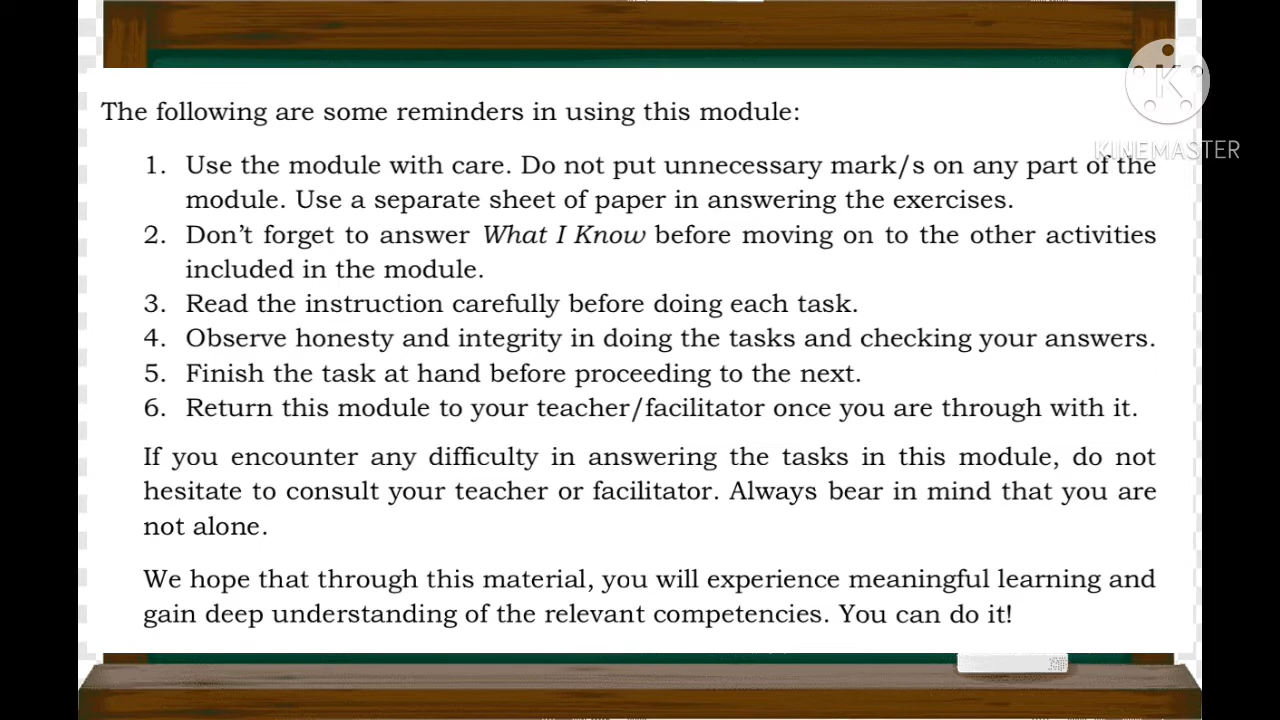 The following are some reminders in using this module:
KINEMASTER
1. Use the module with care. Do not put unnecessary mark/s on any part of the
module. Use a separate sheet of paper in answering the exercises.
2. Don't forget to answer What I Know before moving on to the other activities
included in the module.
3. Read the instruction carefully before doing each task.
4. Observe honesty and integrity in doing the tasks and checking your answers.
5. Finish the task at hand before proceeding to the next.
6. Return this module to your teacher/facilitator once you are through with it.
If you encounter any difficulty in answering the tasks in this module, do not
hesitate to consult your teacher or facilitator. Always bear in mind that you are
not alone.
We hope that through this material, you will experience meaningful learning and
gain deep understanding of the relevant competencies. You can do it!